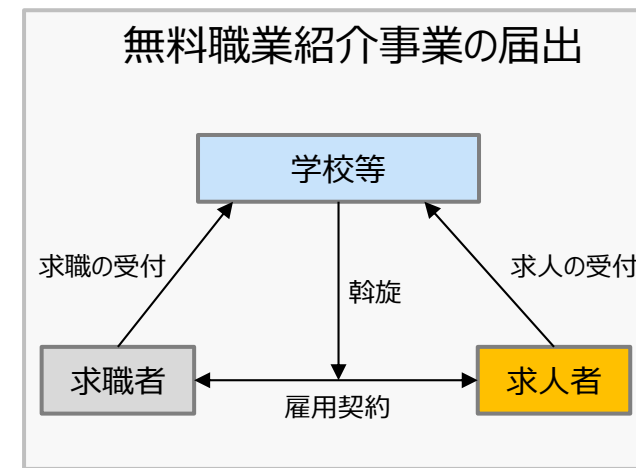 無料職業紹介事業の届出
学校等
求職の受付
求人の受付
斡旋
求職者
求人者
雇用契約